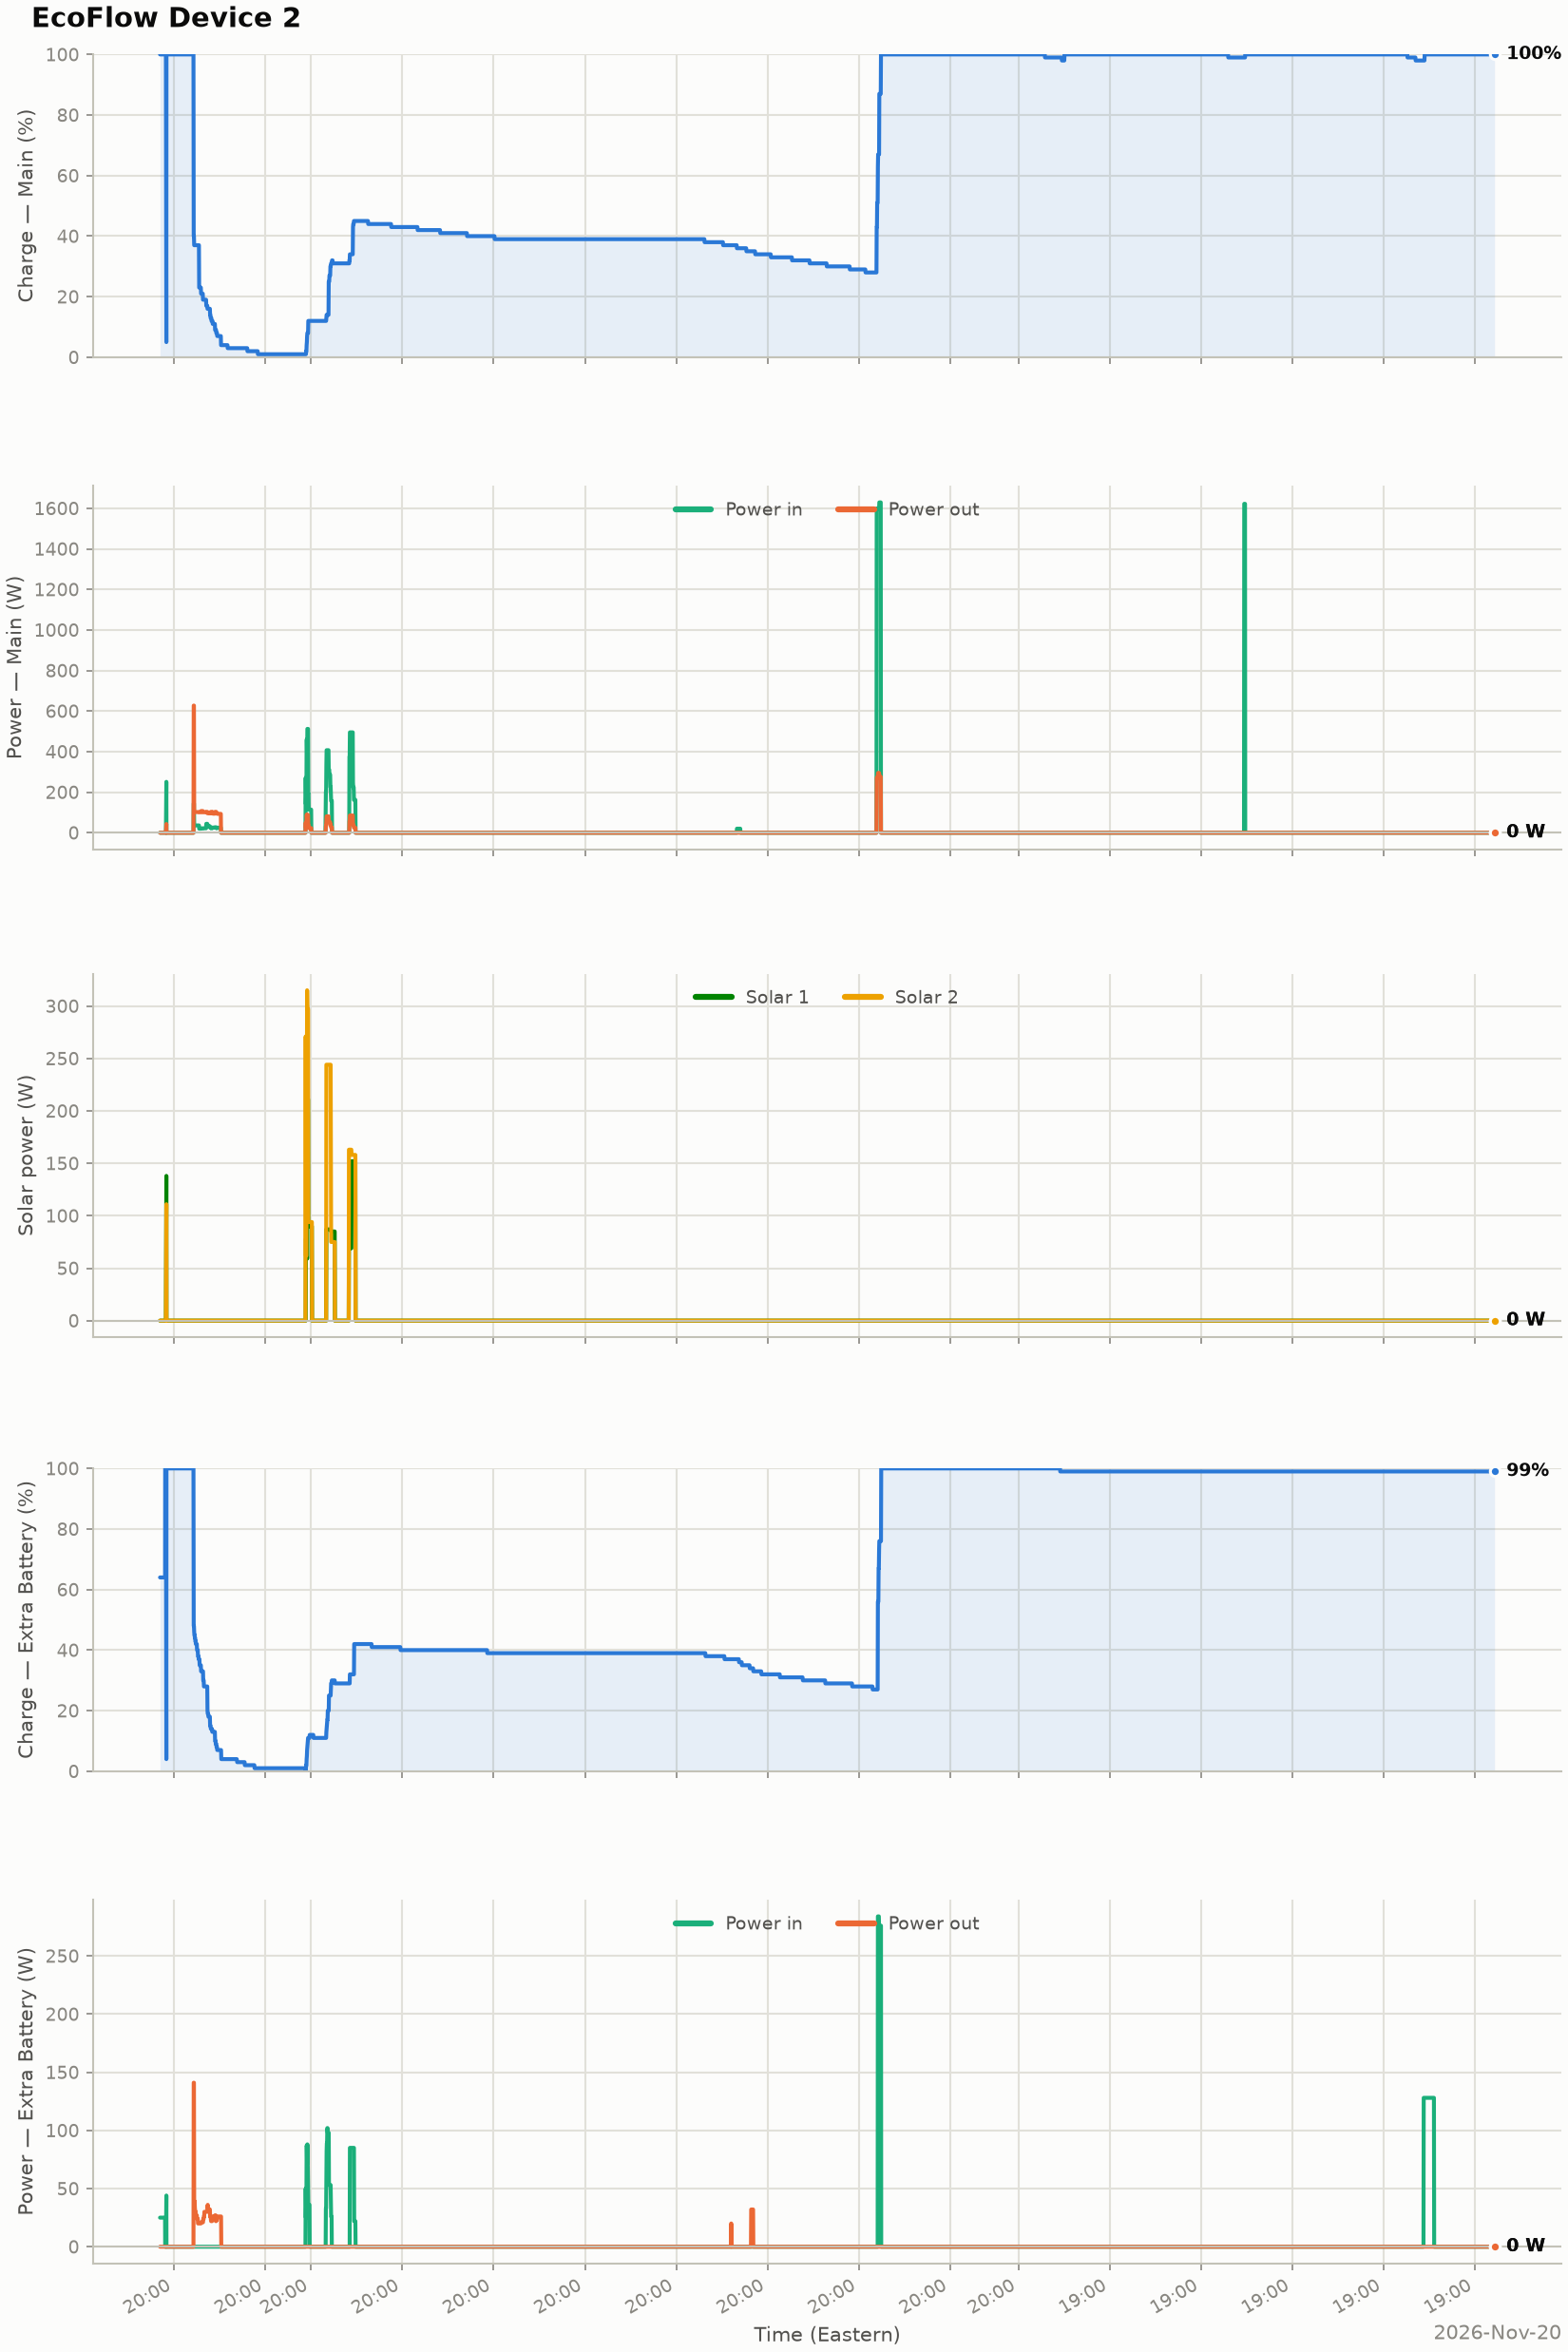 EcoFlow Device 2
Charge — Main (%)
100
80
60
40
20
0
100%
Power — Main (W)
1600
1400
1200
1000
800
600
400
200
0
Power in
Power out
0 W
Solar power (W)
300
250
200
150
100
50
0
Solar 1
Solar 2
0 W
Charge — Extra Battery (%)
100
80
60
40
20
0
99%
Power — Extra Battery (W)
250
200
150
100
50
0
Power in
Power out
0 W
20:00 20:00 20:00 20:00 20:00 20:00 20:00 20:00 20:00 20:00 20:00 19:00 19:00 19:00 19:00 19:00
Time (Eastern)
2026-Nov-20